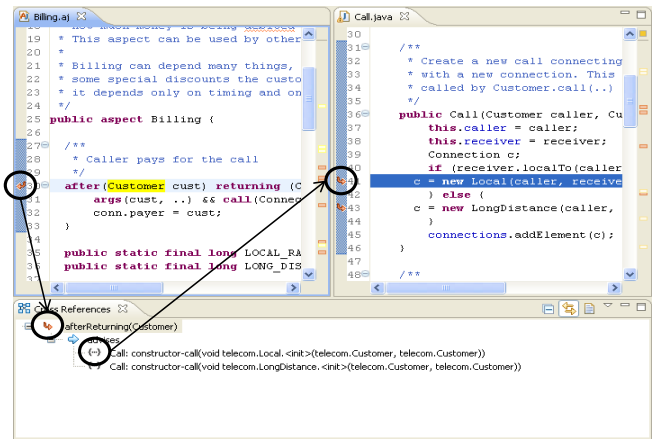 Billing.aj
19 * This aspect can be used by other
20 *
21 * Billing can depend many things,
22 * some special discounts the custo
23 * it depends only on timing and on
24 */
25 public aspect Billing {
26
27 /**
28 * Caller pays for the call
29 */
30 after(Customer cust) returning (C
31 args(cust, ..) && call(Connec
32 conn.payer = cust;
33 }
34
35 public static final long LOCAL_RA
36 public static final long LONG_DIS
37
Call.java
30
31 /**
32 * Create a new call connecting
33 * with a new connection. This
34 * called by Customer.call(..)
35 */
36 public Call(Customer caller, Cu
37 this.caller = caller;
38 this.receiver = receiver;
39 Connection c;
40 if (receiver.localTo(caller
41 c = new Local(caller, receive
42 } else {
43 c = new LongDistance(caller,
44 }
45 connections.addElement(c);
46 }
47
48 /**
Cross References
afterReturning(Customer)
advises
Call: constructor-call(void telecom.Local.<init>(telecom.Customer, telecom.Customer))
Call: constructor-call(void telecom.LongDistance.<init>(telecom.Customer, telecom.Customer))